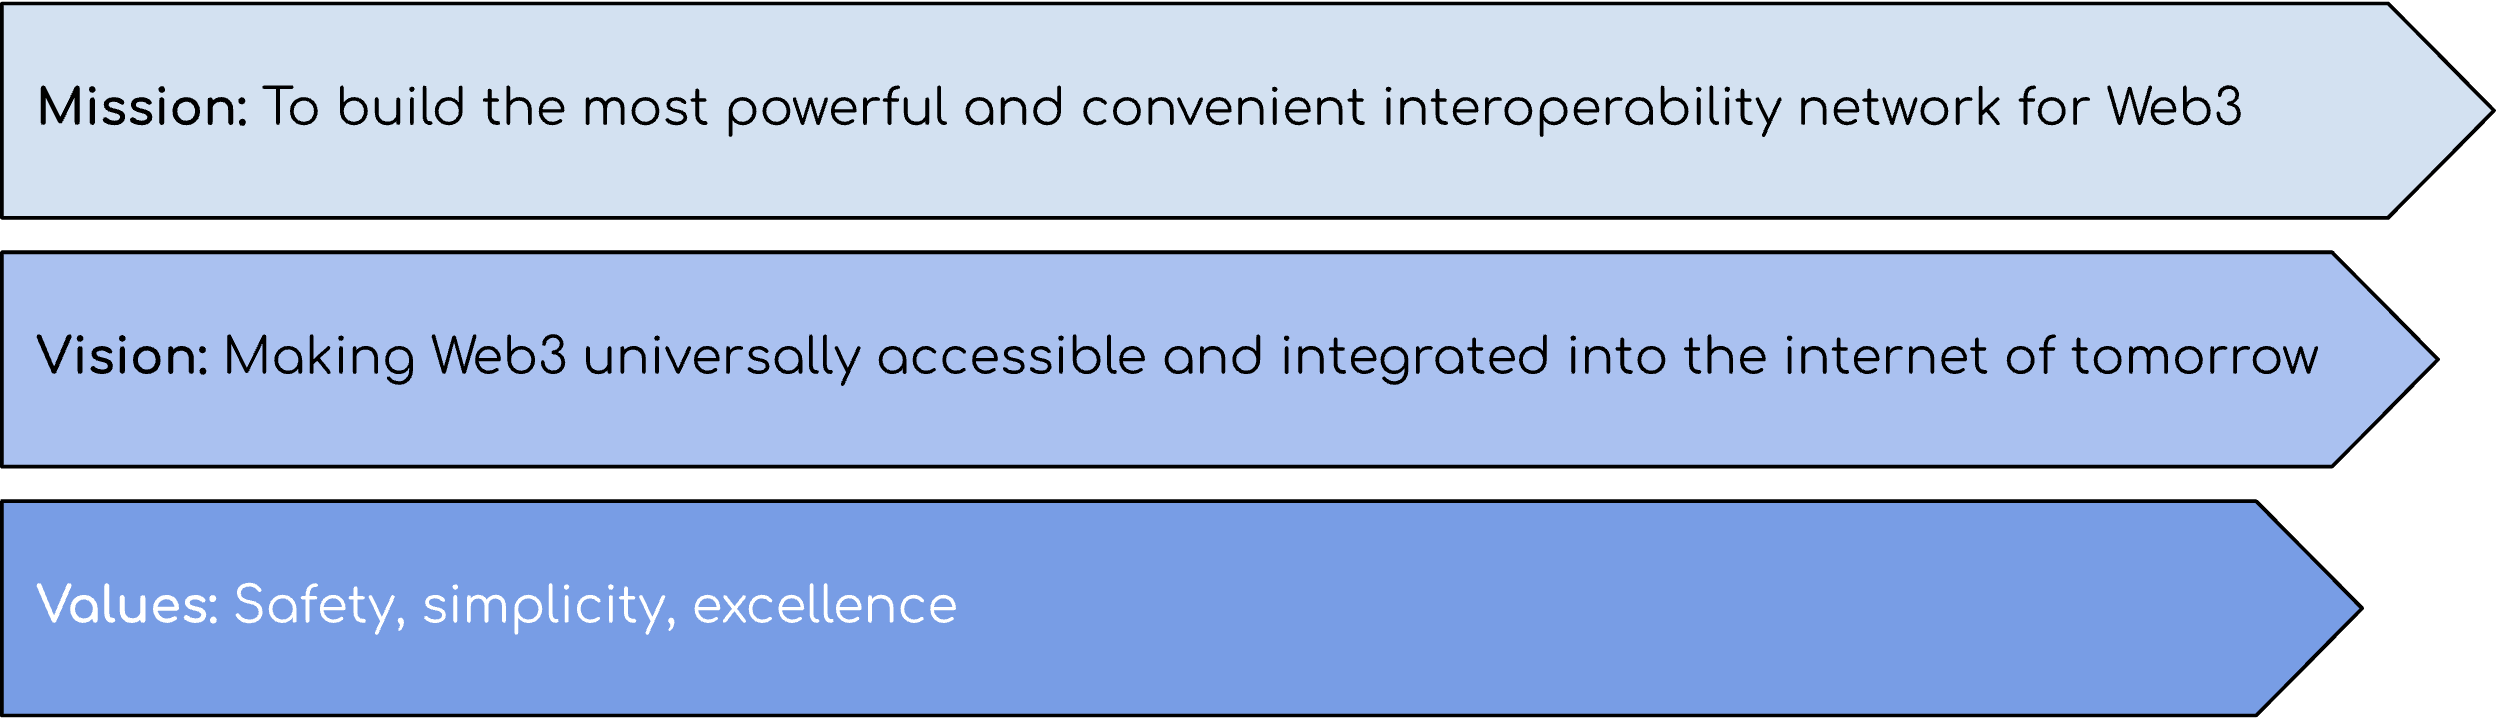 Mission: To build the most powerful and convenient interoperability network for Web3
Vision: Making Web3 universally accessible and integrated into the internet of tomorrow
Values: Safety, simplicity, excellence